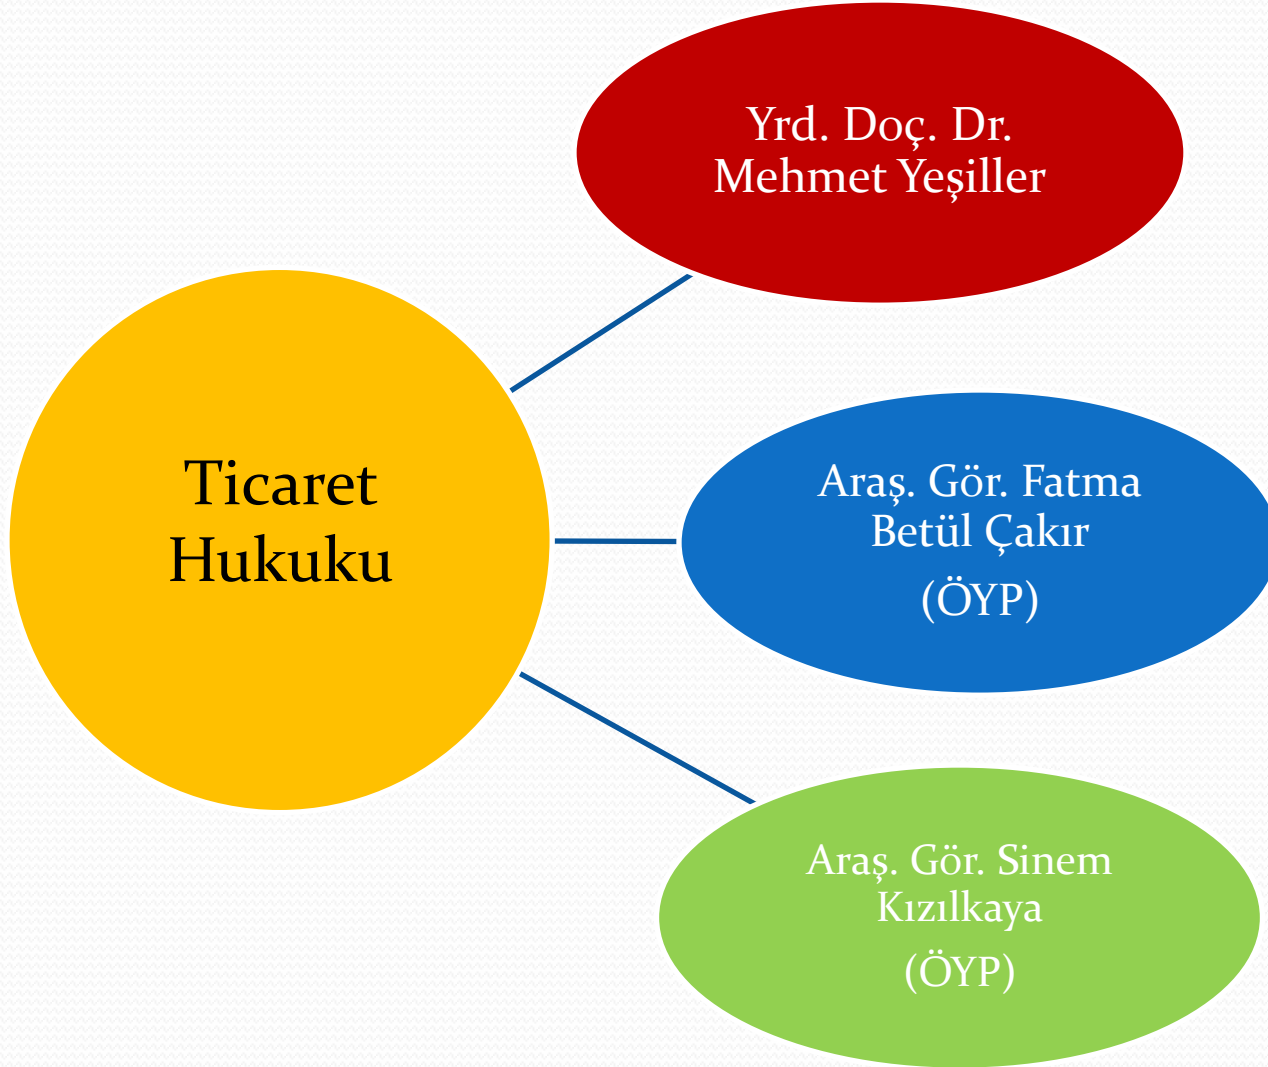 Ticaret
Hukuku
Yrd. Doç. Dr.
Mehmet Yeşiller
Araş. Gör. Fatma
Betül Çakır
(ÖYP)
Araş. Gör. Sinem
Kızılkaya
(ÖYP)